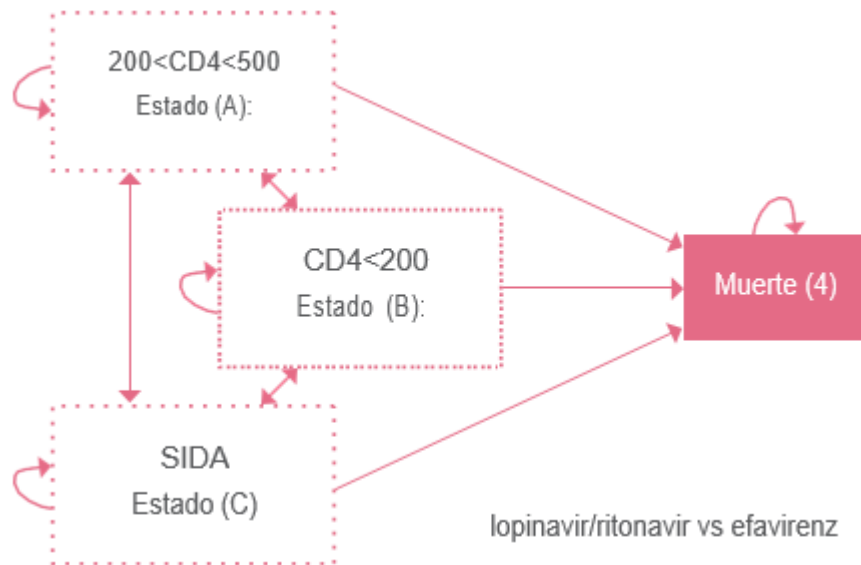 200<CD4<500
Estado (A):
CD4<200
Estado (B):
Muerte (4)
SIDA
Estado (C)
lopinavir/ritonavir vs efavirenz